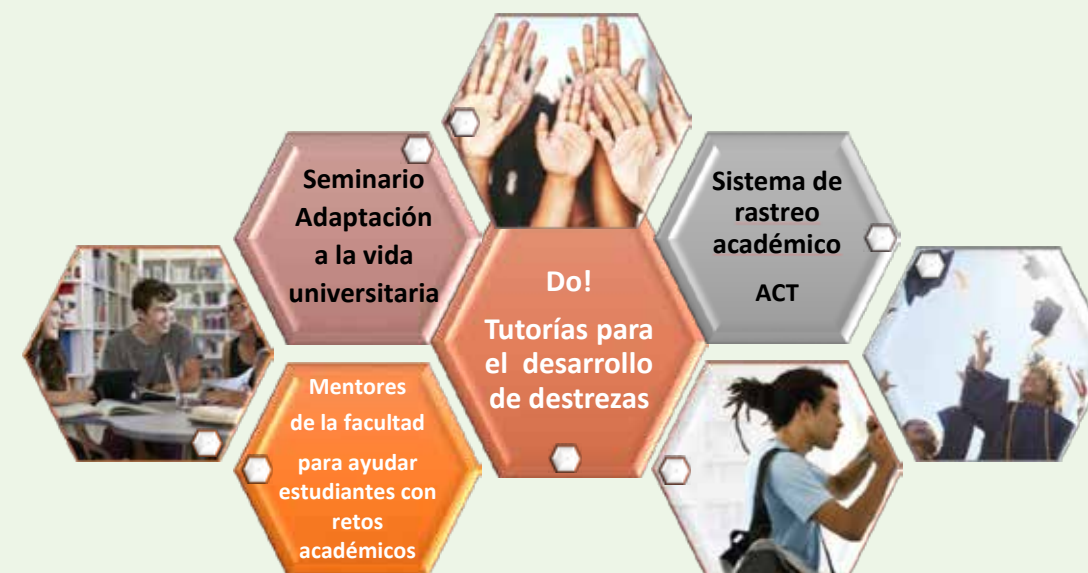 Seminario
Adaptación
a la vida
universitaria
Sistema de
rastreo
académico
ACT
Do!
Tutorías para
el desarrollo
de destrezas
Mentores
de la facultad
para ayudar
estudiantes con
retos
académicos